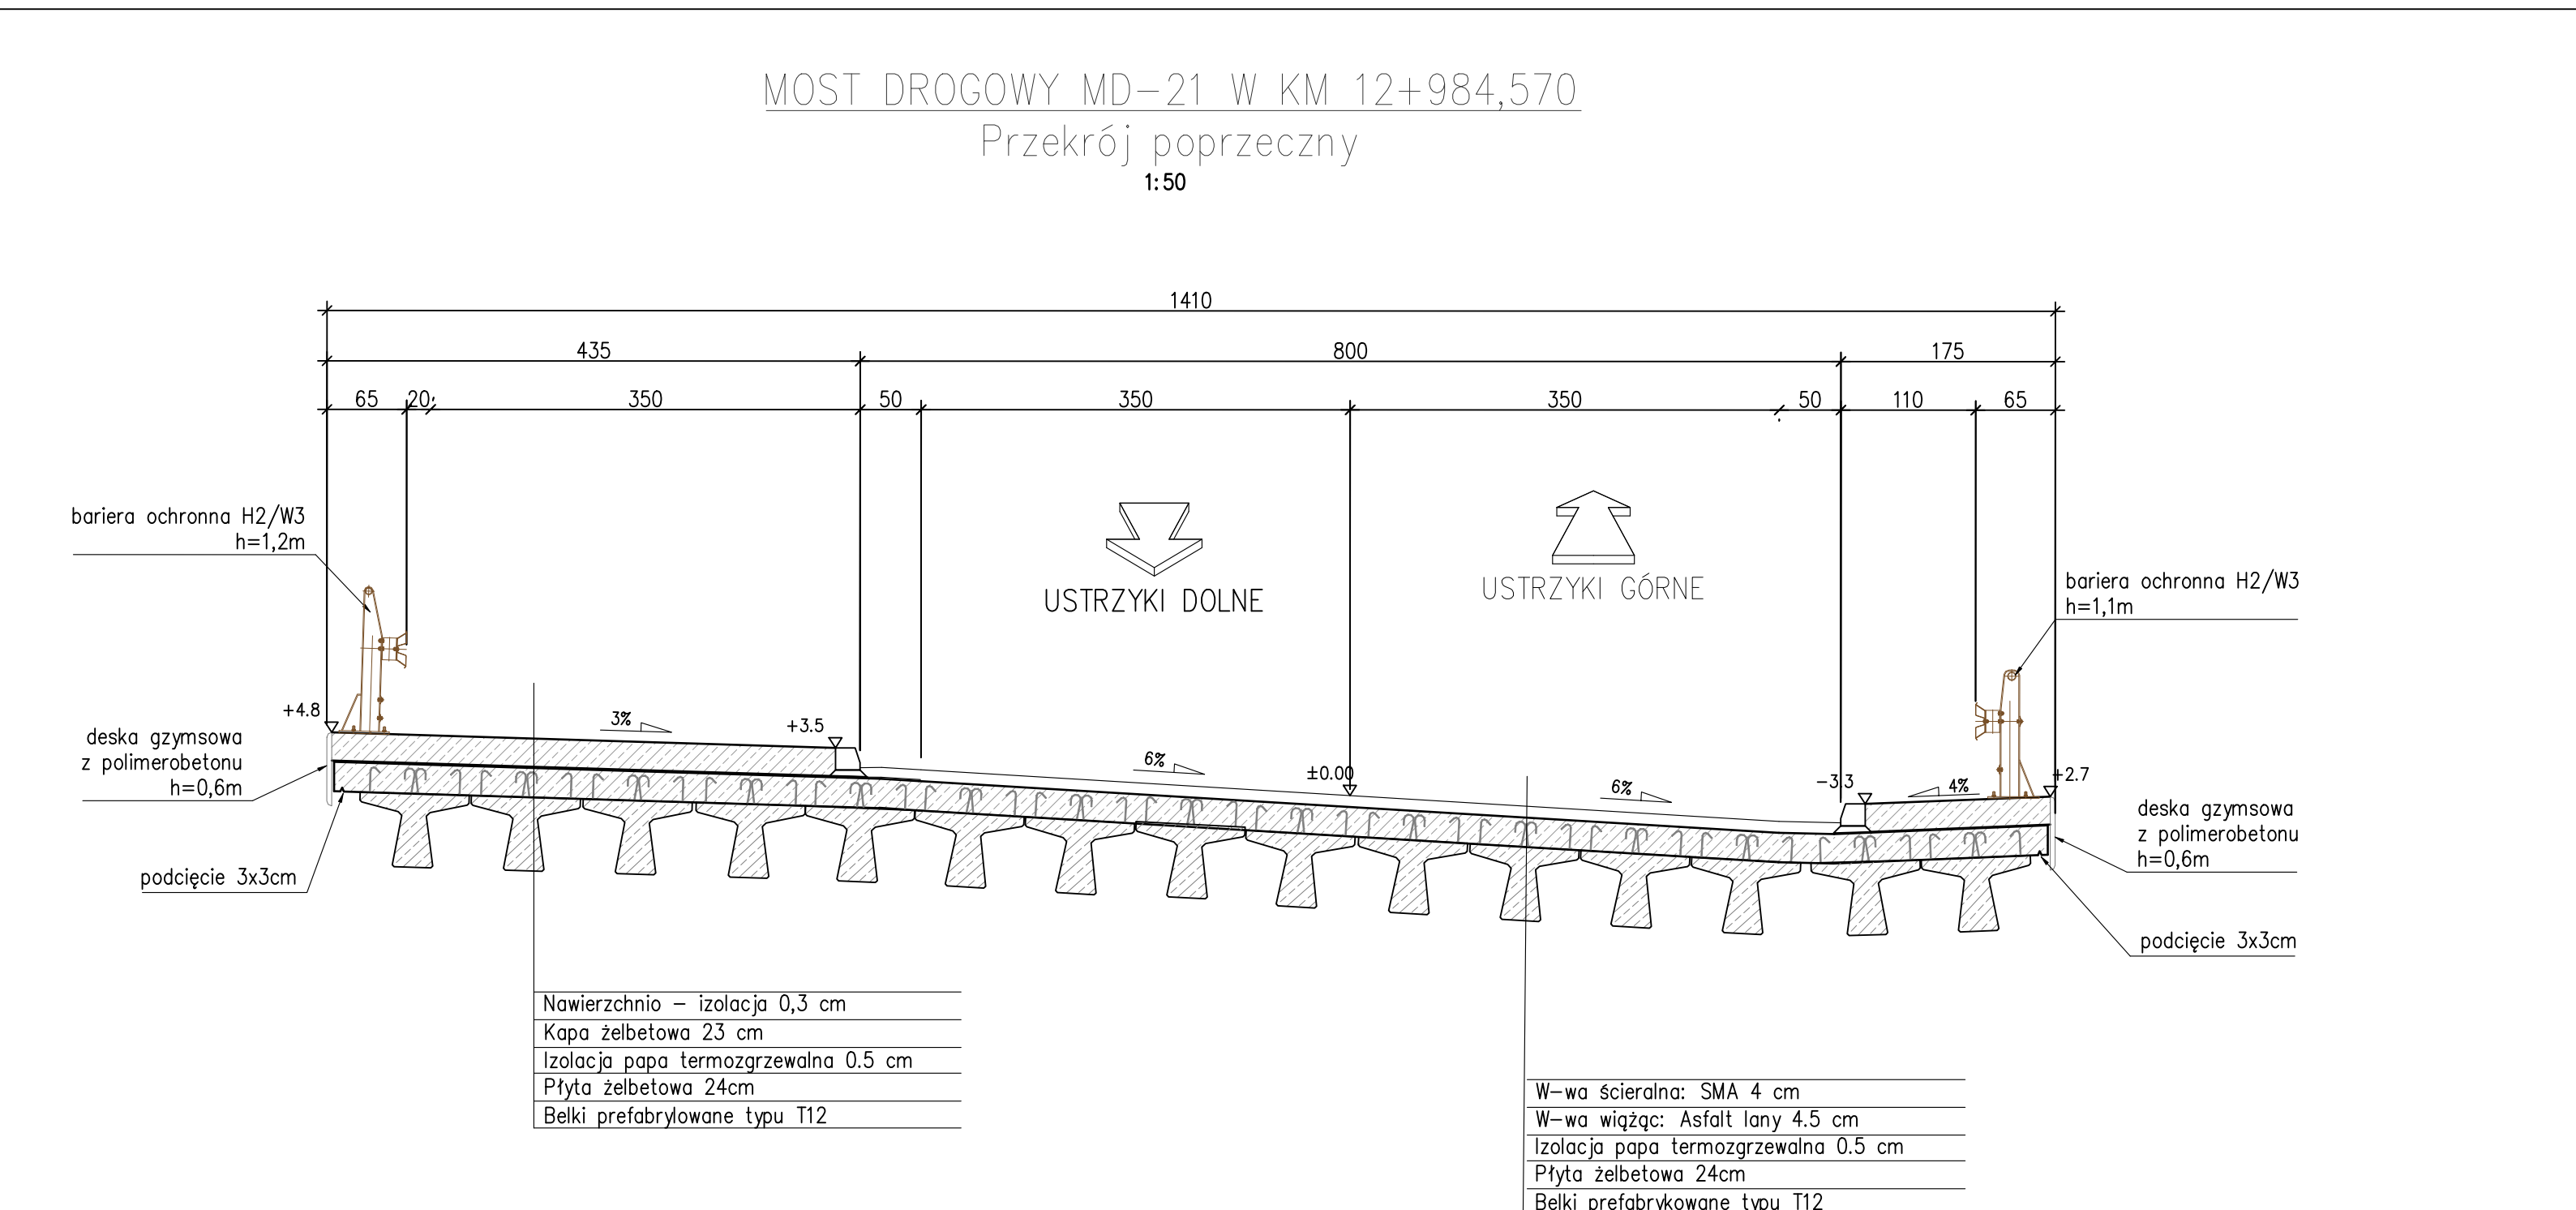 MOST DROGOWY MD-21 W KM 12+984,570
Przekrój poprzeczny
1:50
1410
435 800 175
65 20 350 50 350 350 50 110 65
bariera ochronna H2/W3
h=1,2m
USTRZYKI DOLNE
USTRZYKI GÓRNE
bariera ochronna H2/W3
h=1,1m
+4.8
3%
+3.5
6%
±0.00
6%
-3.3
4%
+2.7
deska gzymsowa
z polimerobetonu
h=0,6m
deska gzymsowa
z polimerobetonu
h=0,6m
podcięcie 3x3cm
podcięcie 3x3cm
Nawierzchnio - izolacja 0,3 cm
Kapa żelbetowa 23 cm
Izolacja papa termozgrzewalna 0.5 cm
Płyta żelbetowa 24cm
Belki prefabrylowane typu T12
W-wa ścieralna: SMA 4 cm
W-wa wiążąc: Asfalt lany 4.5 cm
Izolacja papa termozgrzewalna 0.5 cm
Płyta żelbetowa 24cm
Belki prefabrykowane typu T12